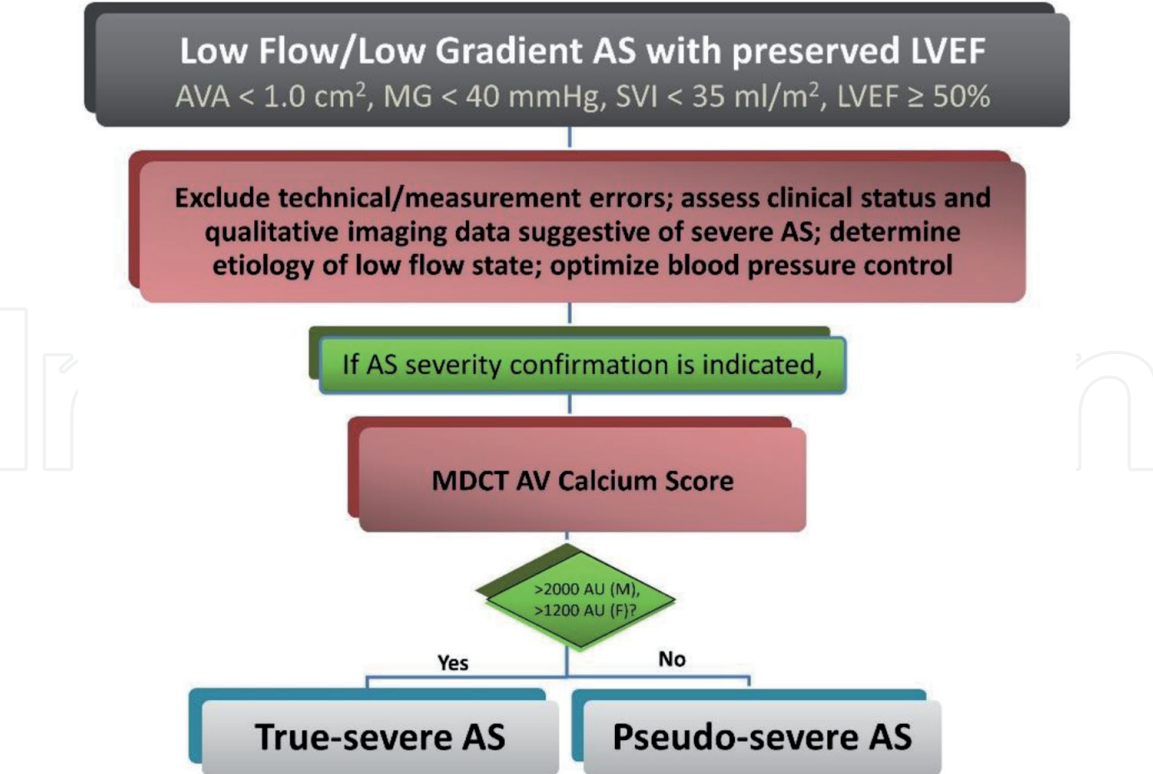 Low Flow/Low Gradient AS with preserved LVEF
AVA < 1.0 cm², MG < 40 mmHg, SVI < 35 ml/m², LVEF ≥ 50%
Exclude technical/measurement errors; assess clinical status and
qualitative imaging data suggestive of severe AS; determine
etiology of low flow state; optimize blood pressure control
If AS severity confirmation is indicated,
MDCT AV Calcium Score
>2000 AU (M),
>1200 AU (F)?
Yes
No
True-severe AS
Pseudo-severe AS